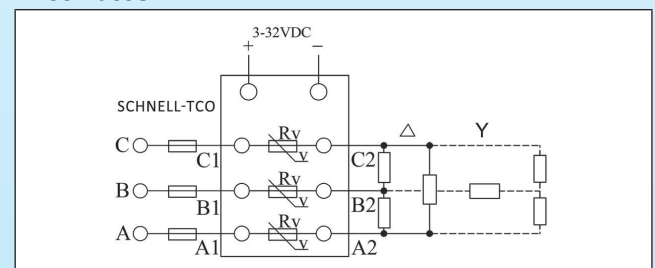 3-32VDC
+ −
SCHNELL-TCO
△ Y
C C1 Rv v C2
B B1 Rv v B2
A A1 Rv v A2